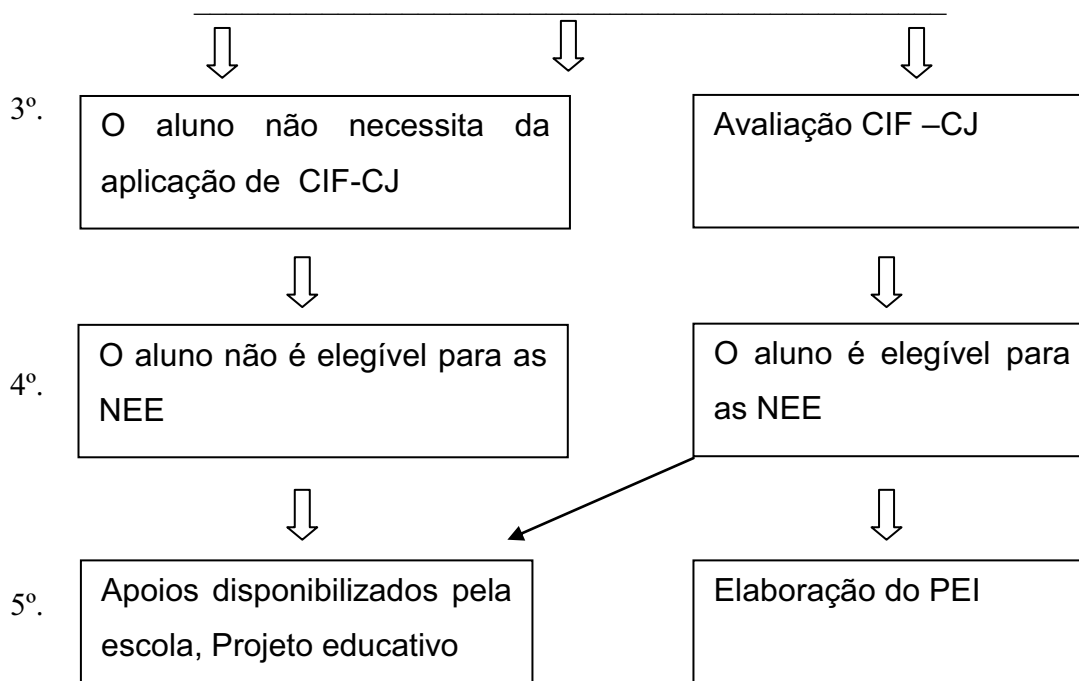 3º.
O aluno não necessita da
aplicação de CIF-CJ
Avaliação CIF –CJ
4º.
O aluno não é elegível para as
NEE
O aluno é elegível para
as NEE
5º.
Apoios disponibilizados pela
escola, Projeto educativo
Elaboração do PEI